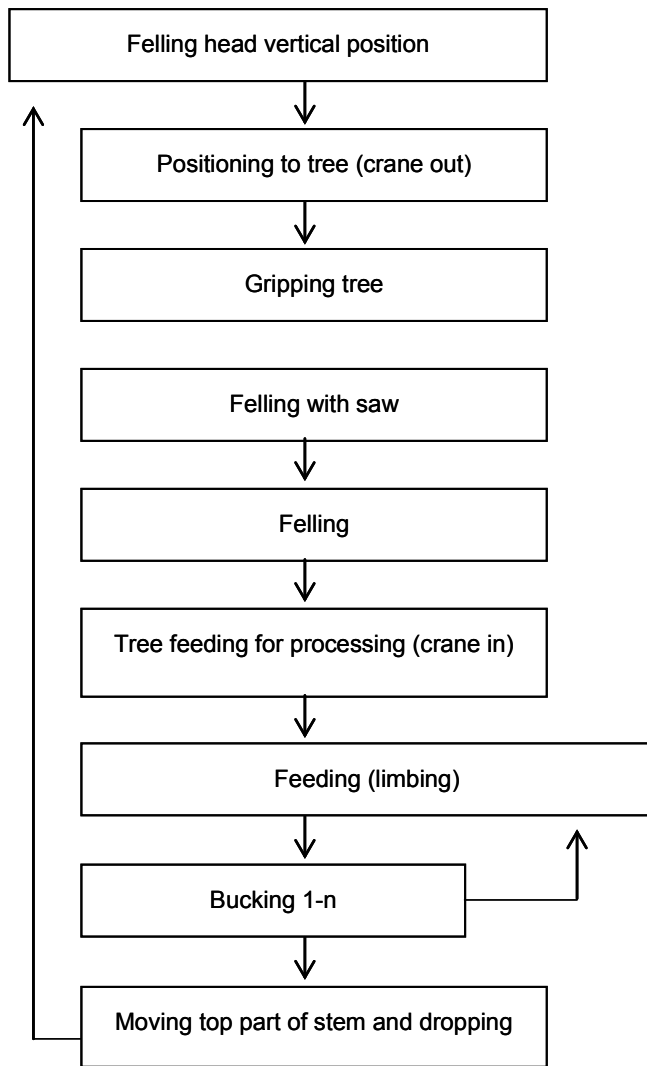 Felling head vertical position
Positioning to tree (crane out)
Gripping tree
Felling with saw
Felling
Tree feeding for processing (crane in)
Feeding (limbing)
Bucking 1-n
Moving top part of stem and dropping